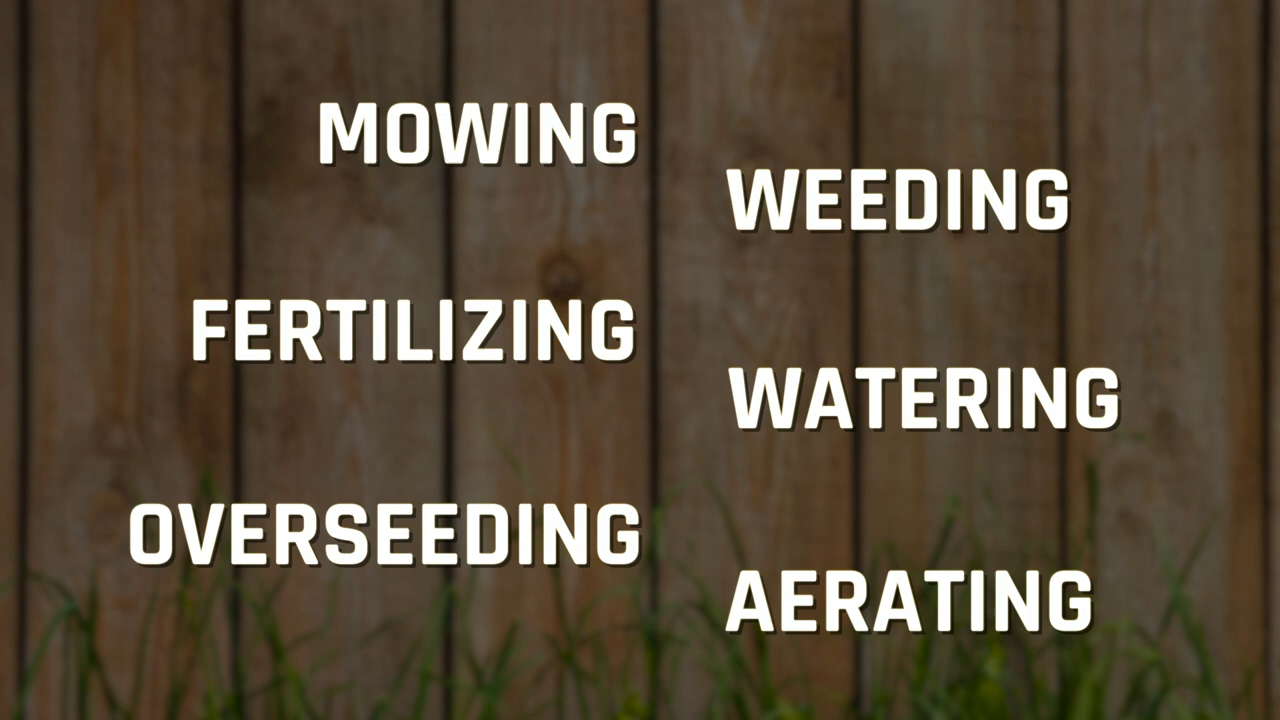 MOWING
WEEDING
FERTILIZING
WATERING
OVERSEEDING
AERATING